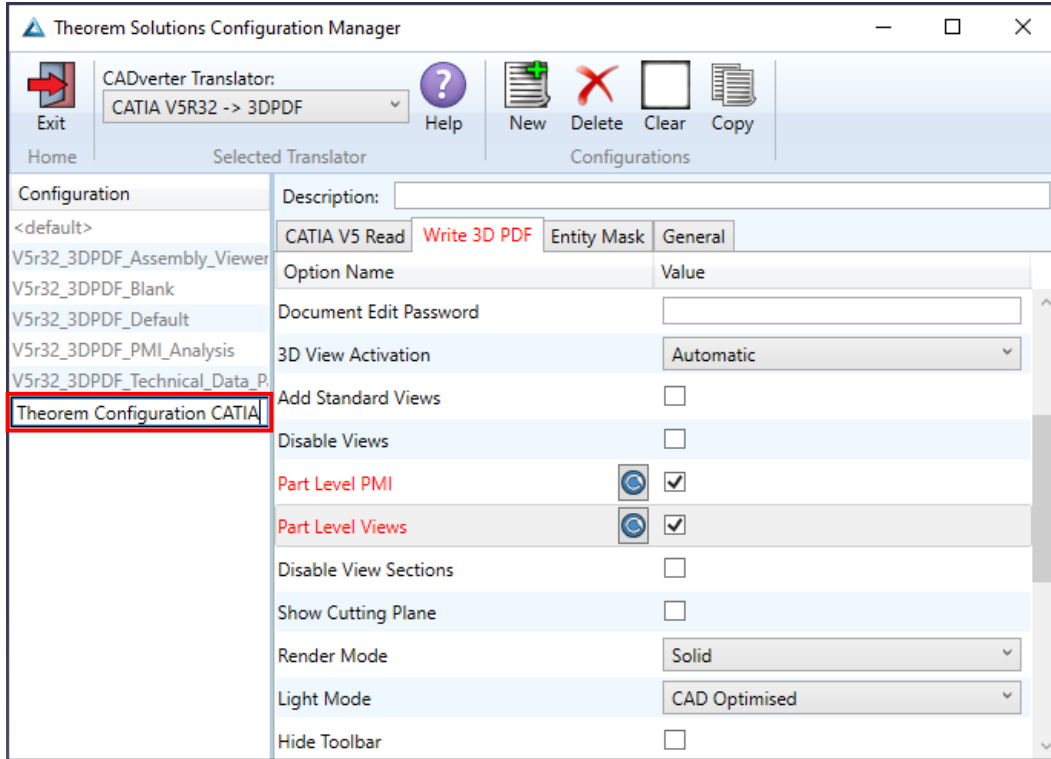 Theorem Solutions Configuration Manager
CADverter Translator:
CATIA V5R32 -> 3DPDF
Exit
Help
New
Delete
Clear
Copy
Home
Selected Translator
Configurations
Configuration
<default>
V5r32_3DPDF_Assembly_Viewer
V5r32_3DPDF_Blank
V5r32_3DPDF_Default
V5r32_3DPDF_PMI_Analysis
V5r32_3DPDF_Technical_Data_P
Theorem Configuration CATIA
Description:
CATIA V5 Read
Write 3D PDF
Entity Mask
General
Option Name
Value
Document Edit Password
3D View Activation
Automatic
Add Standard Views
Disable Views
Part Level PMI
Part Level Views
Disable View Sections
Show Cutting Plane
Render Mode
Solid
Light Mode
CAD Optimised
Hide Toolbar